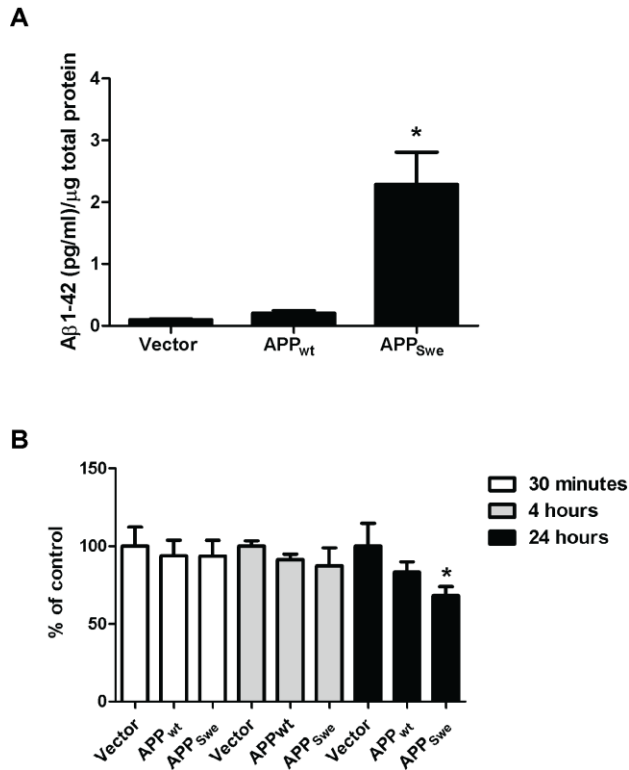 A
Aβ1-42 (pg/ml)/μg total protein
4
3
2
1
0
*
Vector APPwt APPSwe
B
% of control
150
100
50
0
*
30 minutes
4 hours
24 hours
Vector APPwt APPSwe Vector APPwt APPSwe Vector APPwt APPSwe